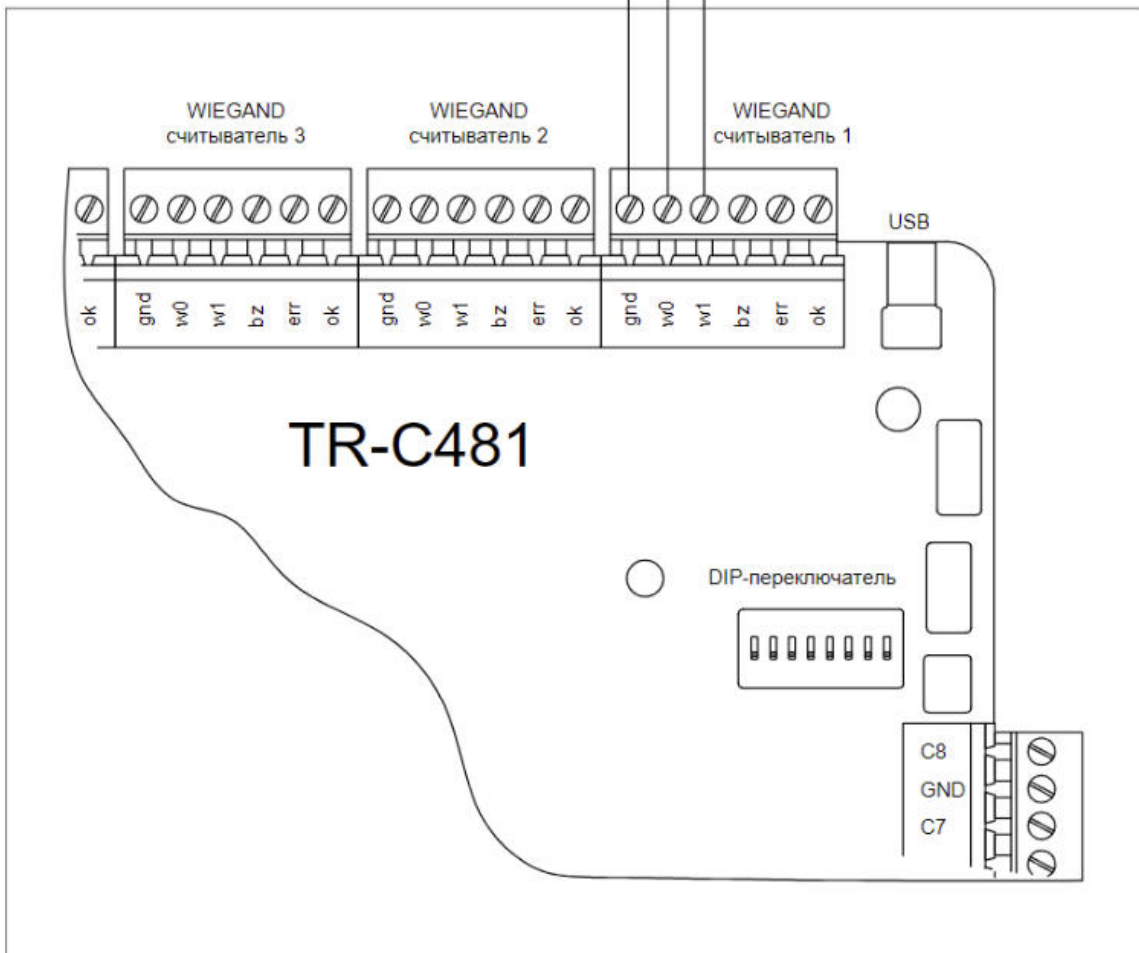 WIEGAND
считыватель 3
WIEGAND
считыватель 2
WIEGAND
считыватель 1
USB
ok
gnd
w0
w1
bz
err
ok
gnd
w0
w1
bz
err
ok
gnd
w0
w1
bz
err
ok
TR-C481
DIP-переключатель
C8
GND
C7